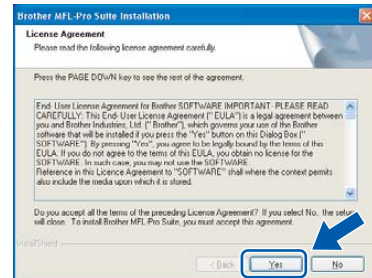 Brother MFL-Pro Suite Installation
License Agreement
Please read the following license agreement carefully.
Press the PAGE DOWN key to see the rest of the agreement.
End- User License Agreement for Brother SOFTWARE IMPORTANT- PLEASE READ
CAREFULLY: This End- User License Agreement (" EULA") is a legal agreement between
you and Brother Industries, Ltd. (" Brother"), which governs your use of the Brother
software that will be installed if you press the "Yes" button on this Dialog Box ("
SOFTWARE"). By pressing "Yes", you agree to be legally bound by the terms of this
EULA. If you do not agree to the terms of this EULA, you obtain no license for the
SOFTWARE. In such case, you may not use the SOFTWARE.
Reference in this Licence Agreement to "SOFTWARE" shall where the context permits
also include the media upon which it is stored.
Do you accept all the terms of the preceding License Agreement? If you select No, the setup
will close. To install Brother MFL-Pro Suite, you must accept this agreement.
InstallShield
< Back Yes No